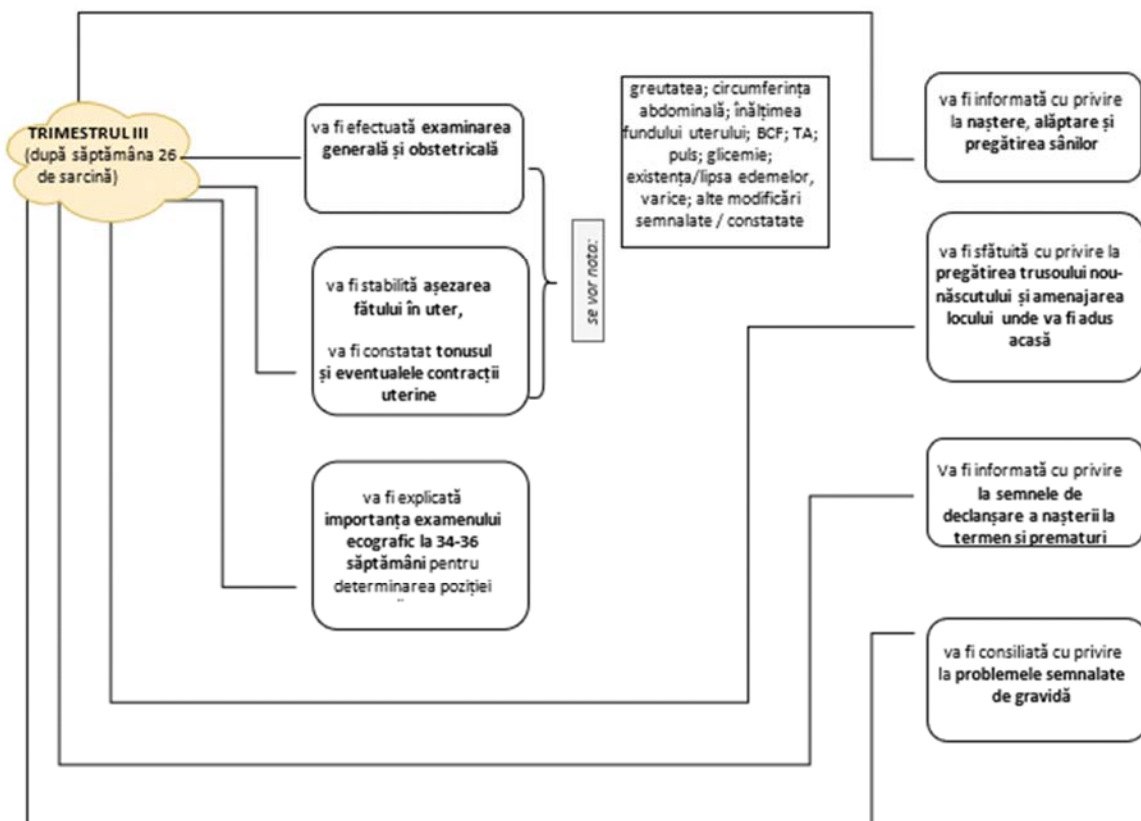 TRIMESTRUL III
(după săptămâna 26
de sarcină)
va fi efectuată examinarea
generală și obstetricală
va fi stabilită așezarea
fătului în uter,
va fi constatat tonusul
și eventualele contracții
uterine
va fi explicată
importanța examenului
ecografic la 34-36
săptămâni pentru
determinarea poziției
se vor nota:
greutatea; circumferința
abdominală; înălțimea
fundului uterului; BCF; TA;
puls; glicemie;
existența/lipsa edemelor,
varice; alte modificări
semnalate / constatate
va fi informată cu privire
la naștere, alăptare și
pregătirea sânilor
va fi sfătuită cu privire la
pregătirea trusoului nou-
născutului și amenajarea
locului unde va fi adus
acasă
Va fi informată cu privire
la semnele de
declanșare a nașterii la
termen si prematuri
va fi consiliată cu privire
la problemele semnalate
de gravidă